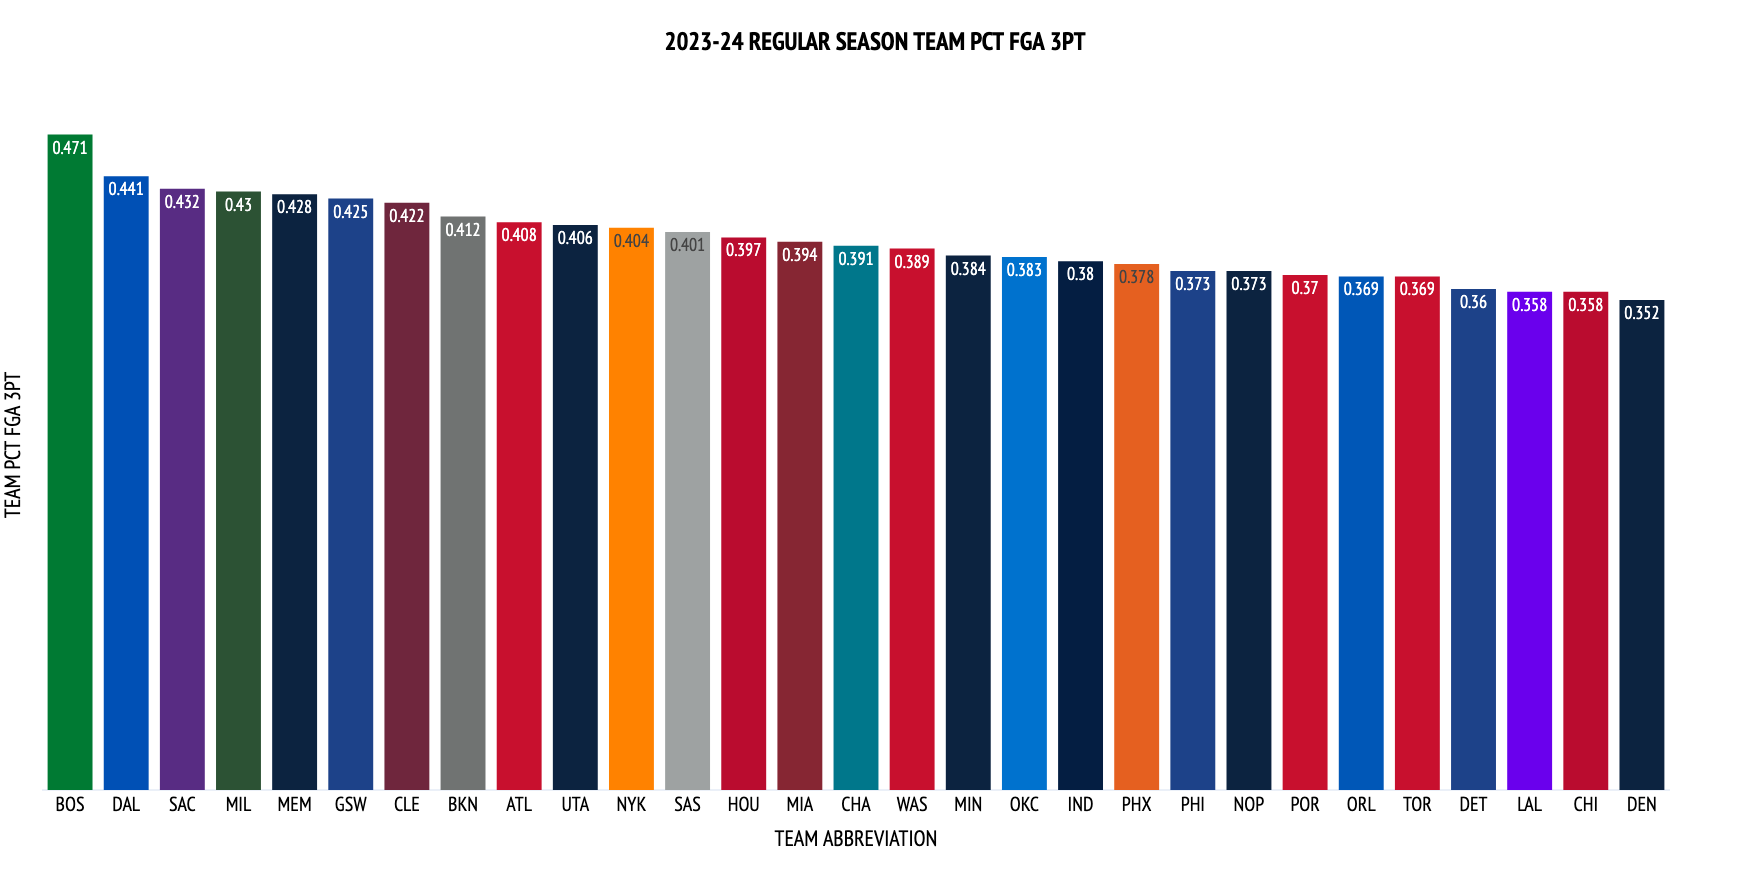 2023-24 REGULAR SEASON TEAM PCT FGA 3PT
TEAM PCT FGA 3PT
0.471 0.441 0.432 0.43 0.428 0.425 0.422 0.412 0.408 0.406 0.404 0.401 0.397 0.394 0.391 0.389 0.384 0.383 0.38 0.378 0.373 0.373 0.37 0.369 0.369 0.36 0.358 0.358 0.352
BOS DAL SAC MIL MEM GSW CLE BKN ATL UTA NYK SAS HOU MIA CHA WAS MIN OKC IND PHX PHI NOP POR ORL TOR DET LAL CHI DEN
TEAM ABBREVIATION